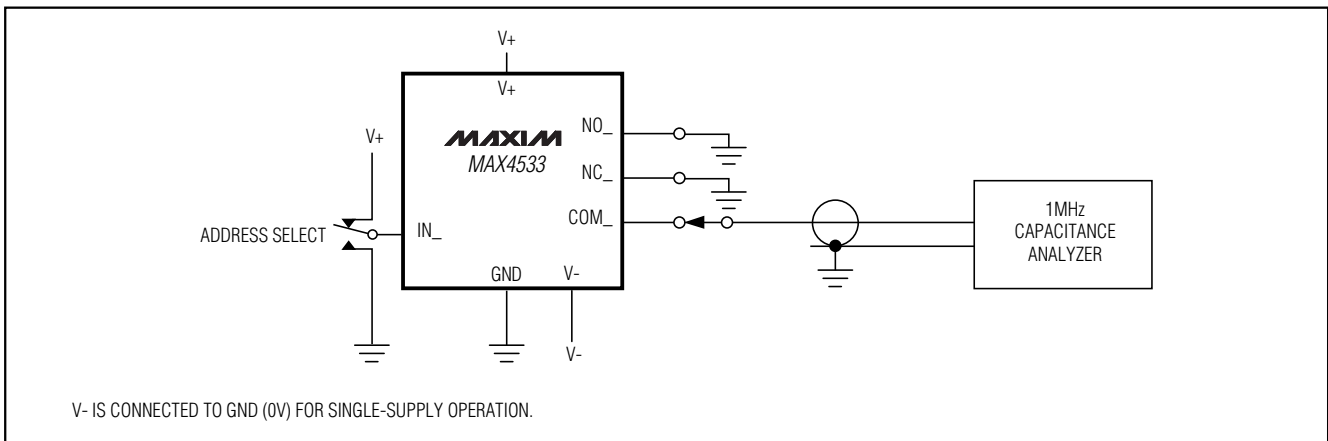 V+
V+
MAXIM
MAX4533
NO_
NC_
COM_
V+
ADDRESS SELECT
IN_
GND
V-
V-
1MHz
CAPACITANCE
ANALYZER
V- IS CONNECTED TO GND (0V) FOR SINGLE-SUPPLY OPERATION.